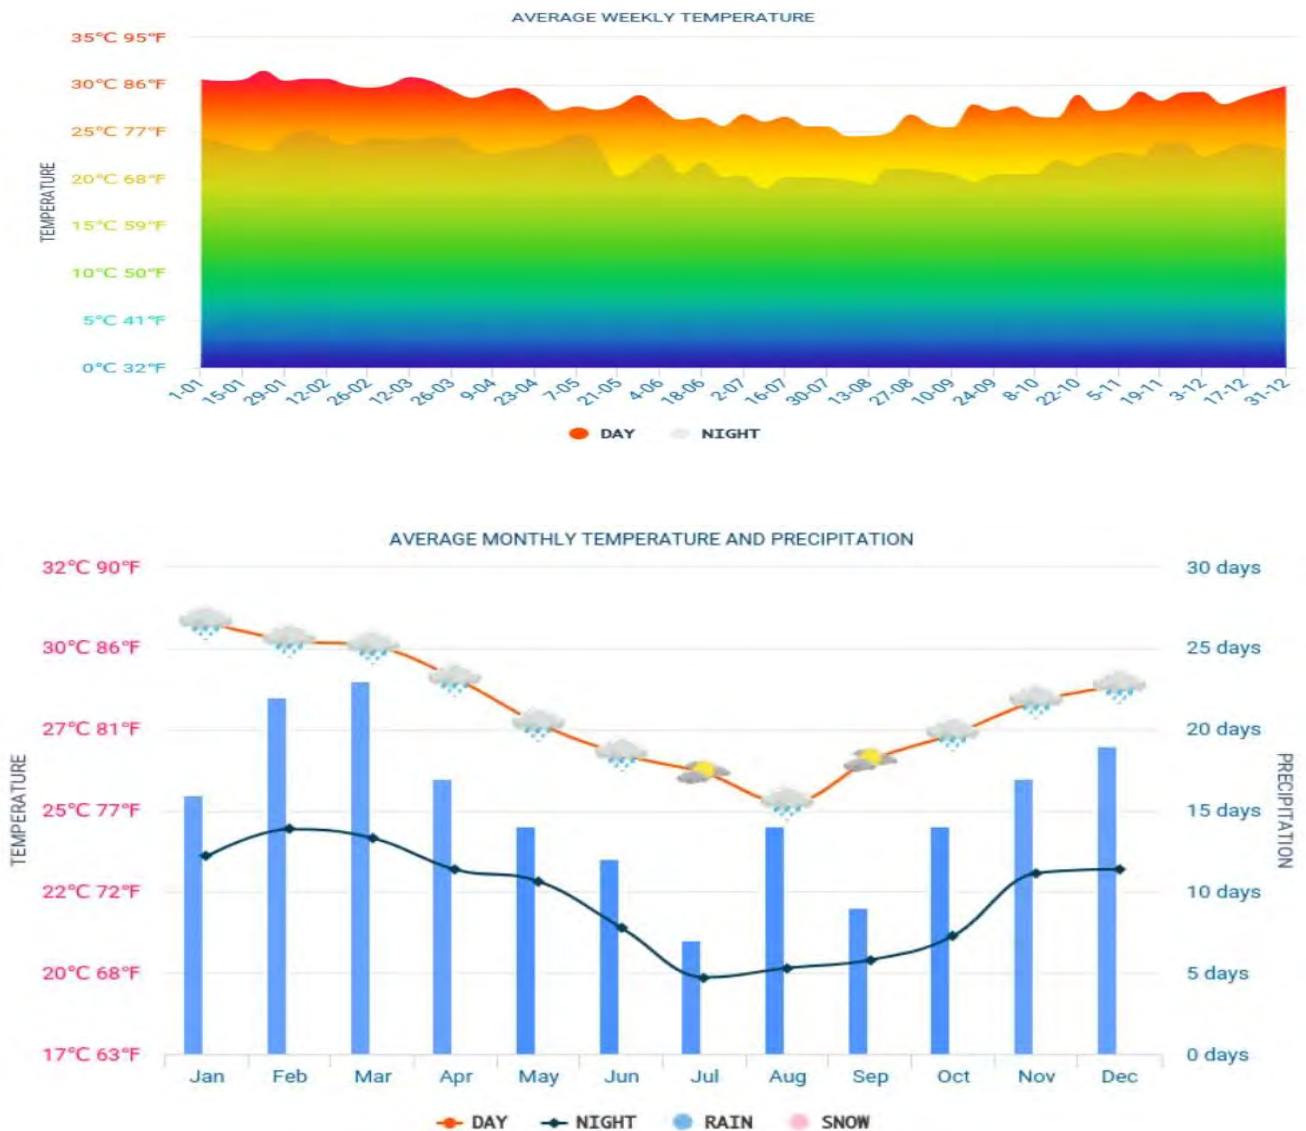 AVERAGE WEEKLY TEMPERATURE
35°C 95°F
30°C 86°F
25°C 77°F
20°C 68°F
15°C 59°F
10°C 50°F
5°C 41°F
0°C 32°F
TEMPERATURE
1-01 15-01 29-01 12-02 26-02 12-03 26-03 9-04 23-04 7-05 21-05 4-06 18-06 2-07 16-07 30-07 13-08 27-08 10-09 24-09 8-10 22-10 5-11 19-11 3-12 17-12 31-12
DAY NIGHT
AVERAGE MONTHLY TEMPERATURE AND PRECIPITATION
32°C 90°F 30 days
30°C 86°F 25 days
27°C 81°F 20 days
25°C 77°F 15 days
22°C 72°F 10 days
20°C 68°F 5 days
17°C 63°F 0 days
TEMPERATURE
PRECIPITATION
Jan Feb Mar Apr May Jun Jul Aug Sep Oct Nov Dec
DAY NIGHT RAIN SNOW